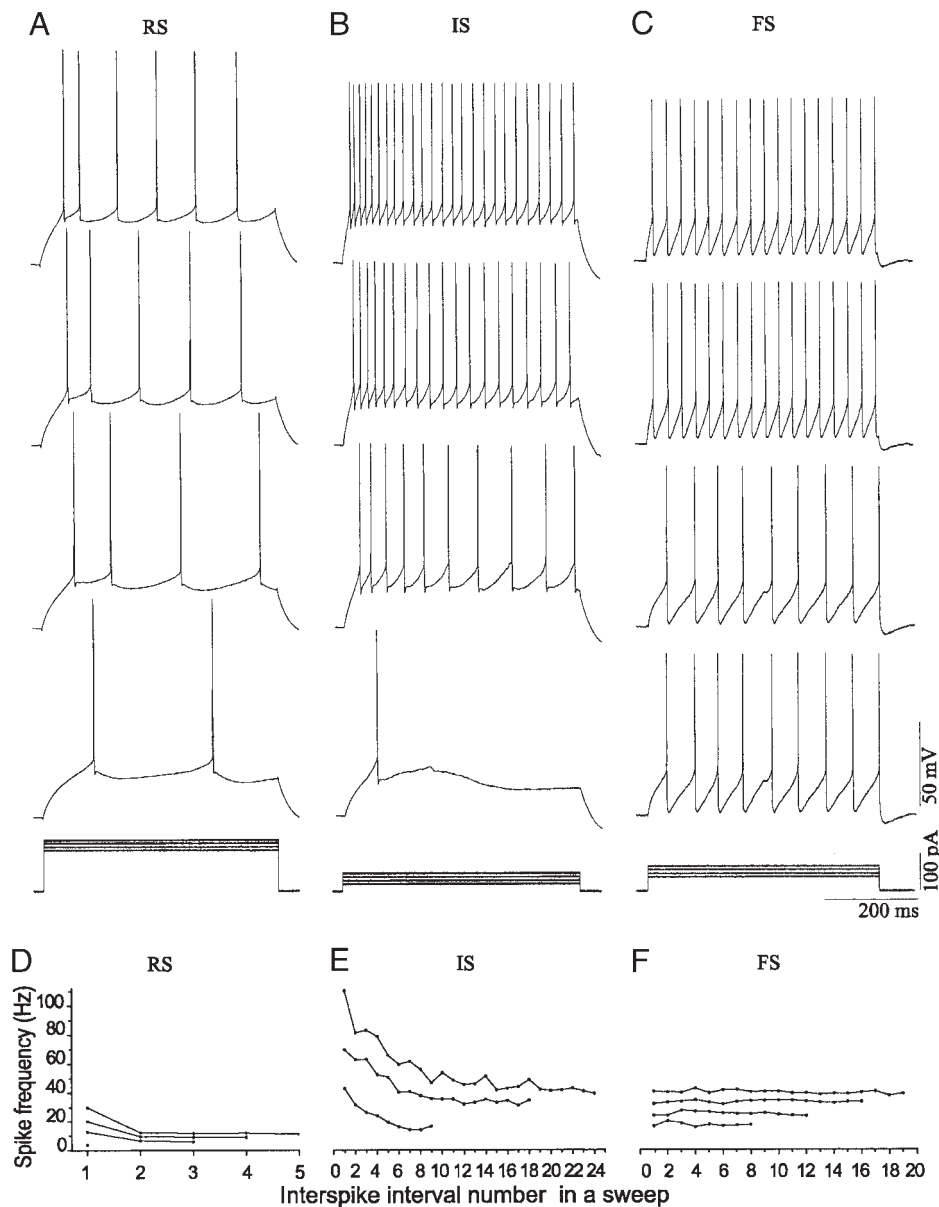 A RS
B IS
C FS
50 mV
100 pA
200 ms
D RS
E IS
F FS
Spike frequency (Hz)
100
80
60
40
20
0
1 2 3 4 5
0 2 4 6 8 10 12 14 16 18 20 22 24
0 2 4 6 8 10 12 14 16 18 20
Interspike interval number in a sweep